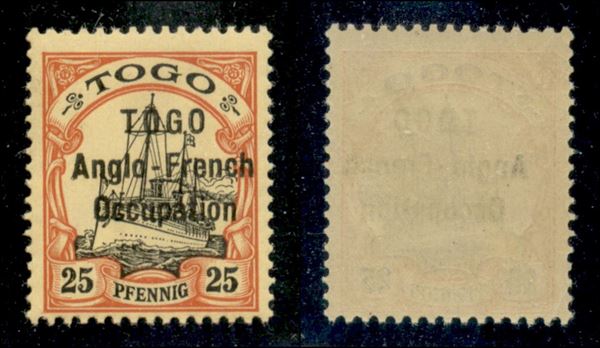 TOGO
TOGO
Anglo French
Occupation
25 PFENNIG 25